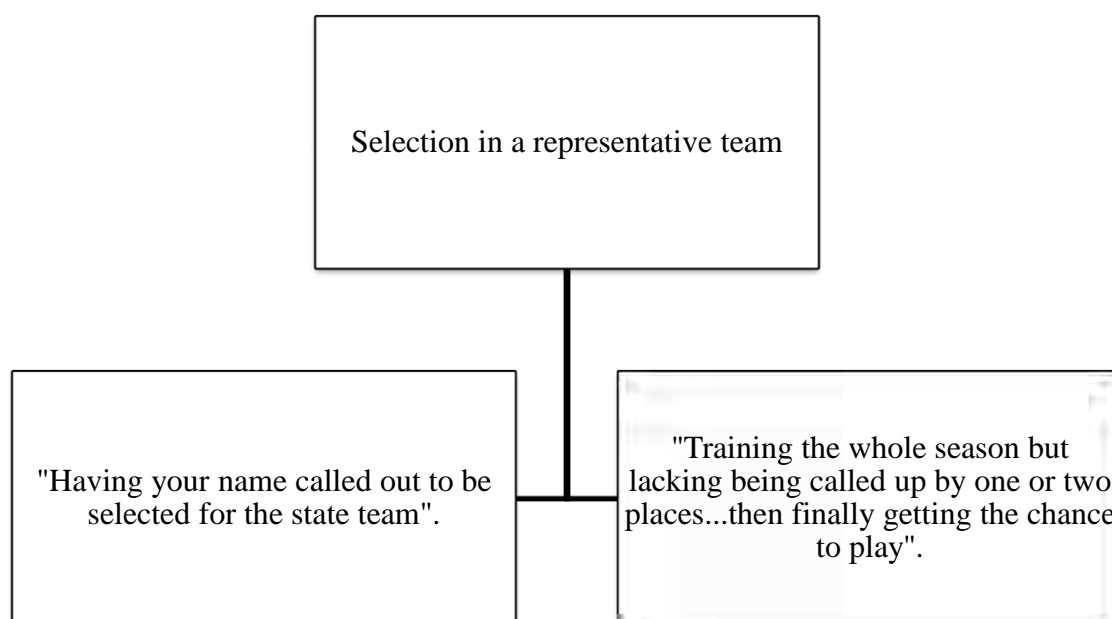 Selection in a representative team
"Having your name called out to be
selected for the state team".
"Training the whole season but
lacking being called up by one or two
places...then finally getting the chance
to play".